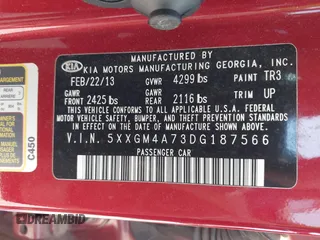 MANUFACTURED BY
KIA KIA MOTORS MANUFACTURING GEORGIA, INC.
FEB/22/13 GVWR 4299 lbs PAINT TR3
GAWR FRONT 2425 lbs GAWR REAR 2116 lbs TRIM UP
THIS VEHICLE CONFORMS TO ALL APPLICABLE U.S.A. FEDERAL
MOTOR VEHICLE SAFETY, BUMPER, AND THEFT PREVENTION
STANDARDS IN EFFECT ON THE DATE OF MANUFACTURE SHOWN ABOVE.
V.I.N. 5XXGM4A73DG187566
PASSENGER CAR
C450
DREAMBID